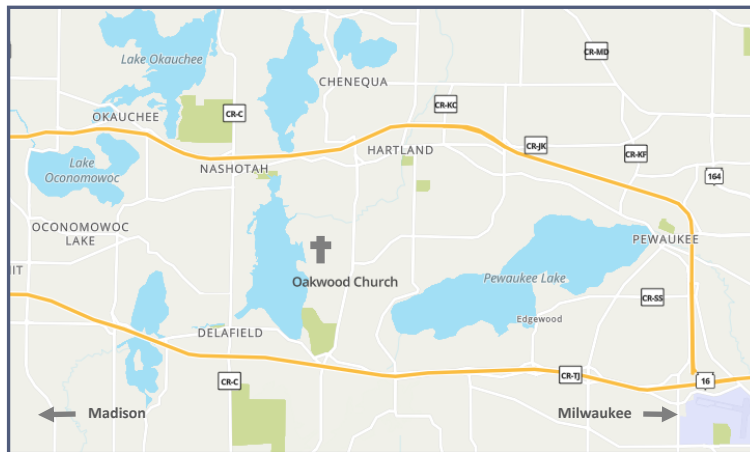 CR-MD
Lake Okauchee
CHENEQUA
CR-KC
OKAUCHEE
CR-C
CR-JK
HARTLAND
CR-KF
Lake
Oconomowoc
NASHOTAH
164
OCONOMOWOC
LAKE
PEWAUKEE
IT
Oakwood Church
Pewaukee Lake
CR-SS
Edgewood
DELAFIELD
CR-C
CR-TJ
16
Madison
Milwaukee